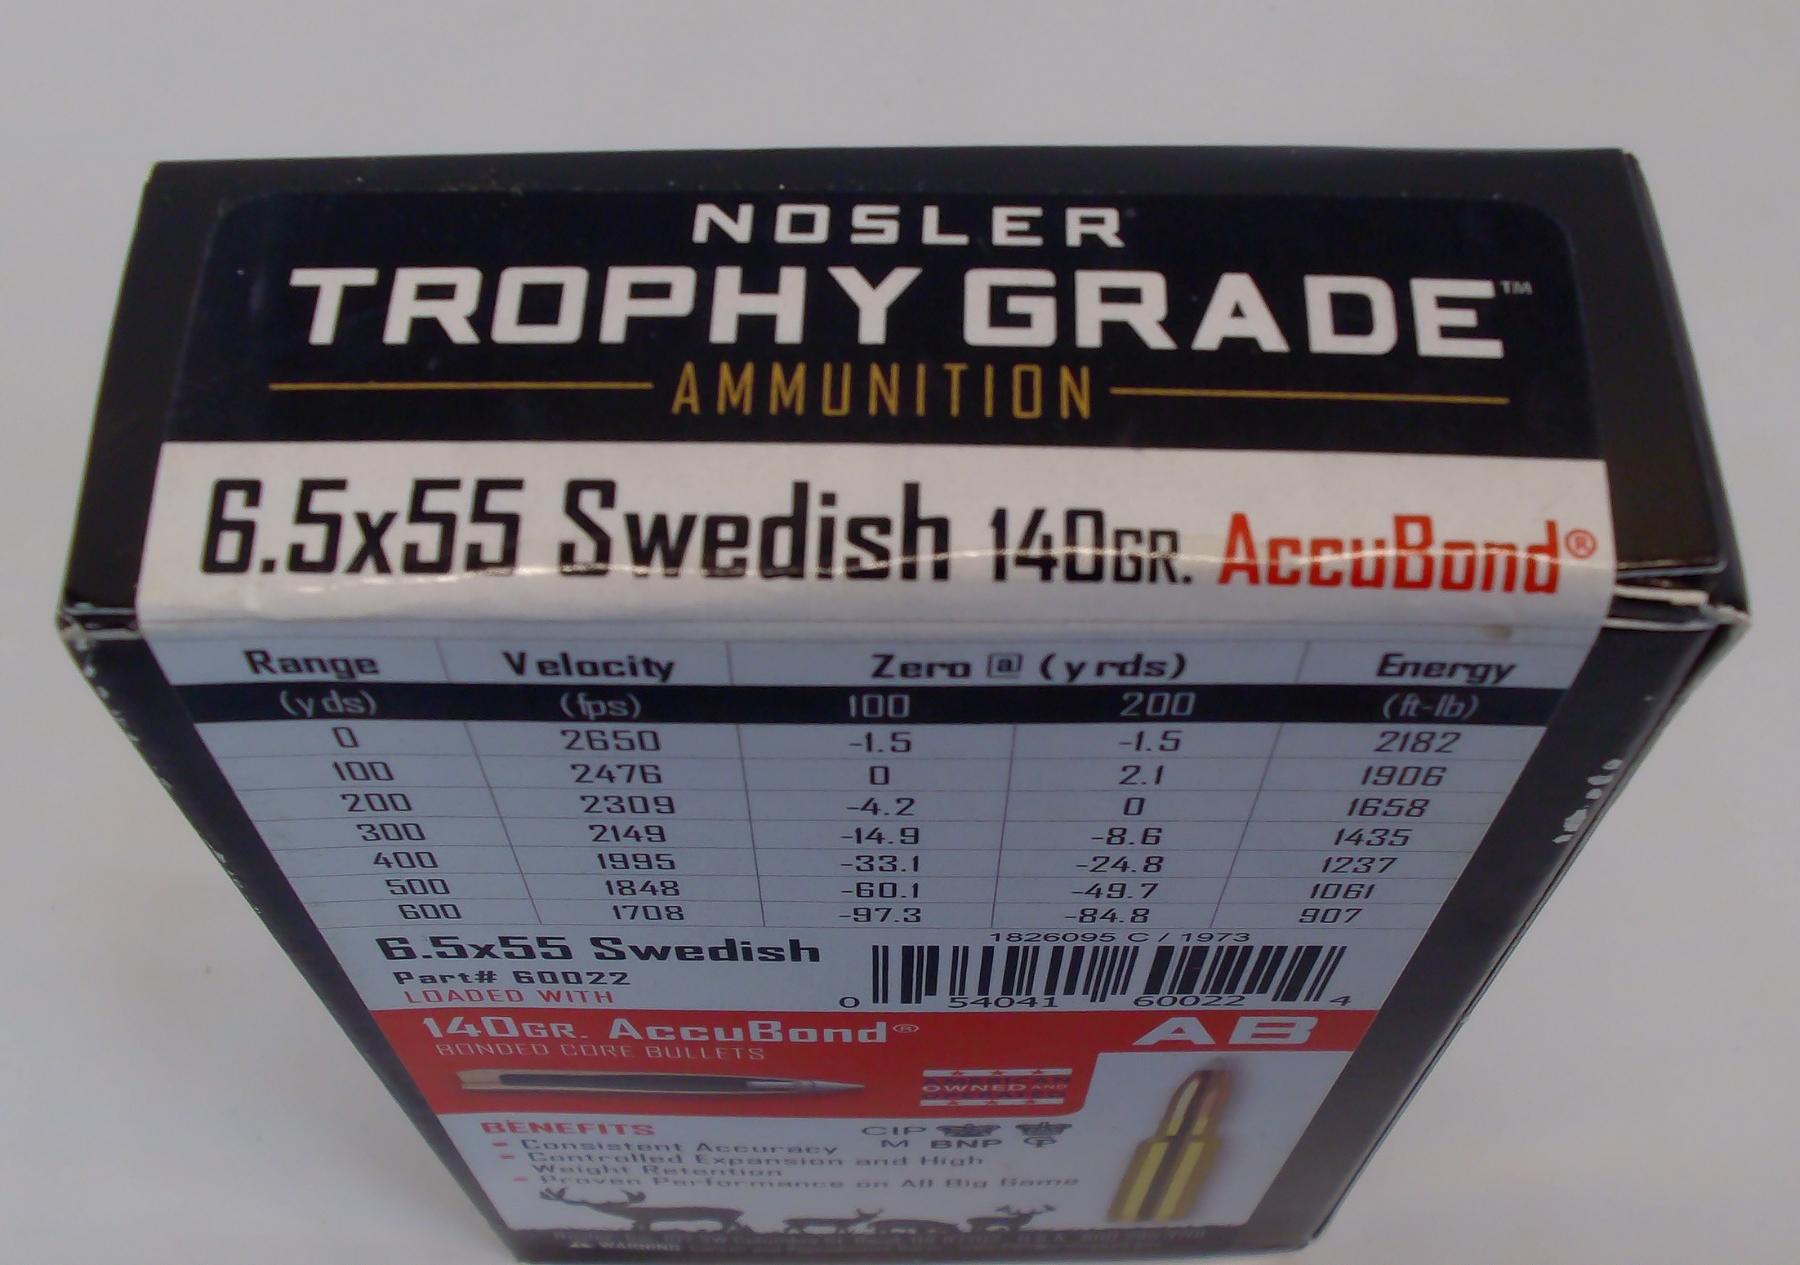 NOSLER
TROPHY GRADE™
AMMUNITION
6.5x55 Swedish 140GR. AccuBond®
Range Velocity Zero @ (yrds) Energy
(yds) (fps) 100 200 (ft-lb)
0 2650 -1.5 -1.5 2182
100 2476 0 2.1 1906
200 2309 -4.2 0 1658
300 2149 -14.9 -8.6 1435
400 1995 -33.1 -24.8 1237
500 1848 -60.1 -49.7 1061
600 1708 -97.3 -84.8 907
6.5x55 Swedish
Part# 60022
LOADED WITH
1826095 C / 1973
0 54041 60022 4
140GR. AccuBond® AB
BONDED CORE BULLETS
AMERICAN
OWNED AND
OPERATED
BENEFITS
- Consistent Accuracy
- Controlled Expansion and High
Weight Retention
- Proven Performance on All Big Game
CIP
M BNP
WARNING